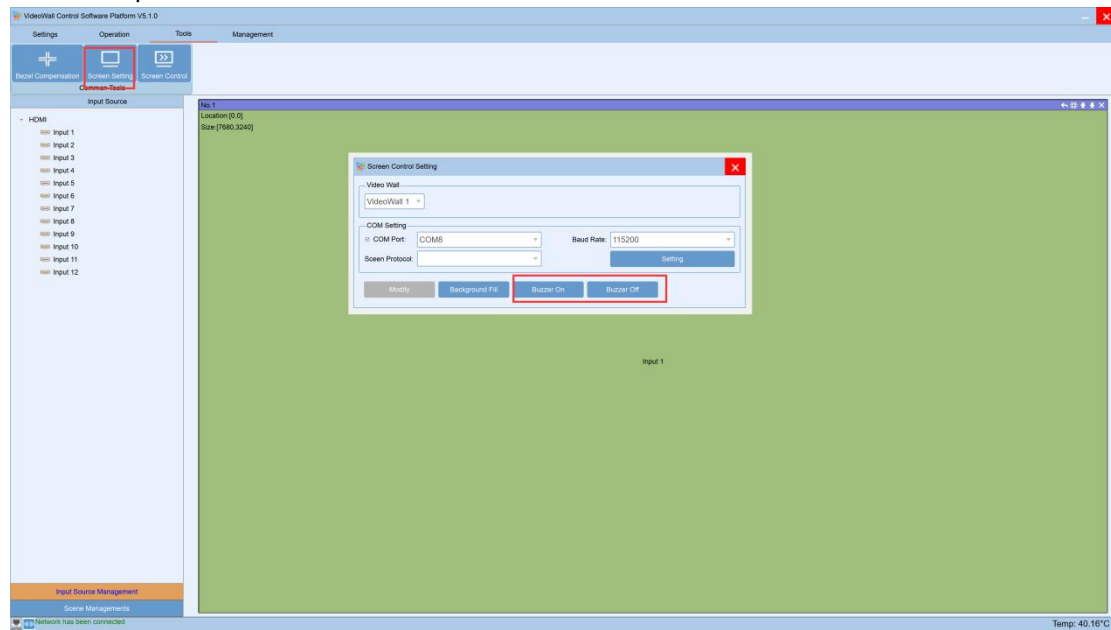 VideoWall Control Software Platform V5.1.0
Settings Operation Tools Management
Bezel Compensation Screen Setting Screen Control
Common Tools
Input Source
HDMI
Input 1
Input 2
Input 3
Input 4
Input 5
Input 6
Input 7
Input 8
Input 9
Input 10
Input 11
Input 12
Input Source Management
Scene Managements
No.1
Location:[0,0]
Size:[7680,3240]
Screen Control Setting
Video Wall
VideoWall 1
COM Setting
COM Port: COM8 Baud Rate: 115200
Sceen Protocol: Setting
Modify Background Fill Buzzer On Buzzer Off
Input 1
Network has been connected
Temp: 40.16°C